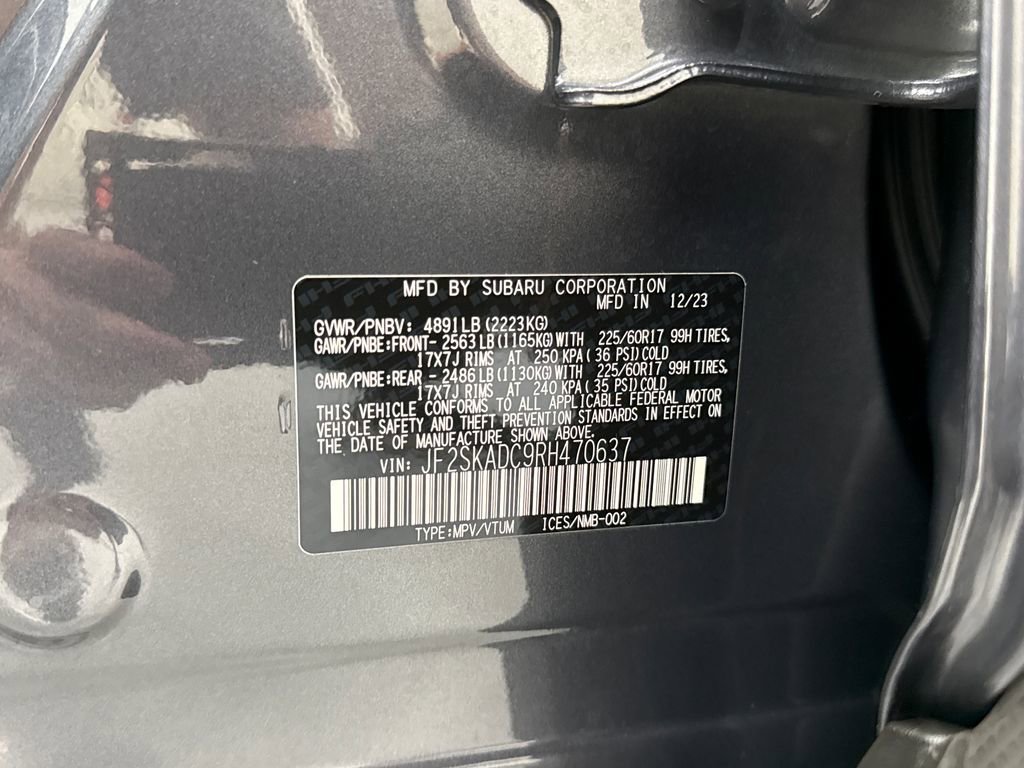 MFD BY SUBARU CORPORATION
MFD IN 12/23
GVWR/PNBV: 4891LB(2223KG)
GAWR/PNBE:FRONT- 2563LB(1165KG)WITH 225/60R17 99H TIRES,
17X7J RIMS AT 250 KPA( 36 PSI)COLD
GAWR/PNBE:REAR - 2486LB(1130KG)WITH 225/60R17 99H TIRES,
17X7J RIMS AT 240 KPA( 35 PSI)COLD
THIS VEHICLE CONFORMS TO ALL APPLICABLE FEDERAL MOTOR
VEHICLE SAFETY AND THEFT PREVENTION STANDARDS IN EFFECT ON
THE DATE OF MANUFACTURE SHOWN ABOVE.
VIN: JF2SKADC9RH470637
TYPE:MPV/VTUM ICES/NMB-002